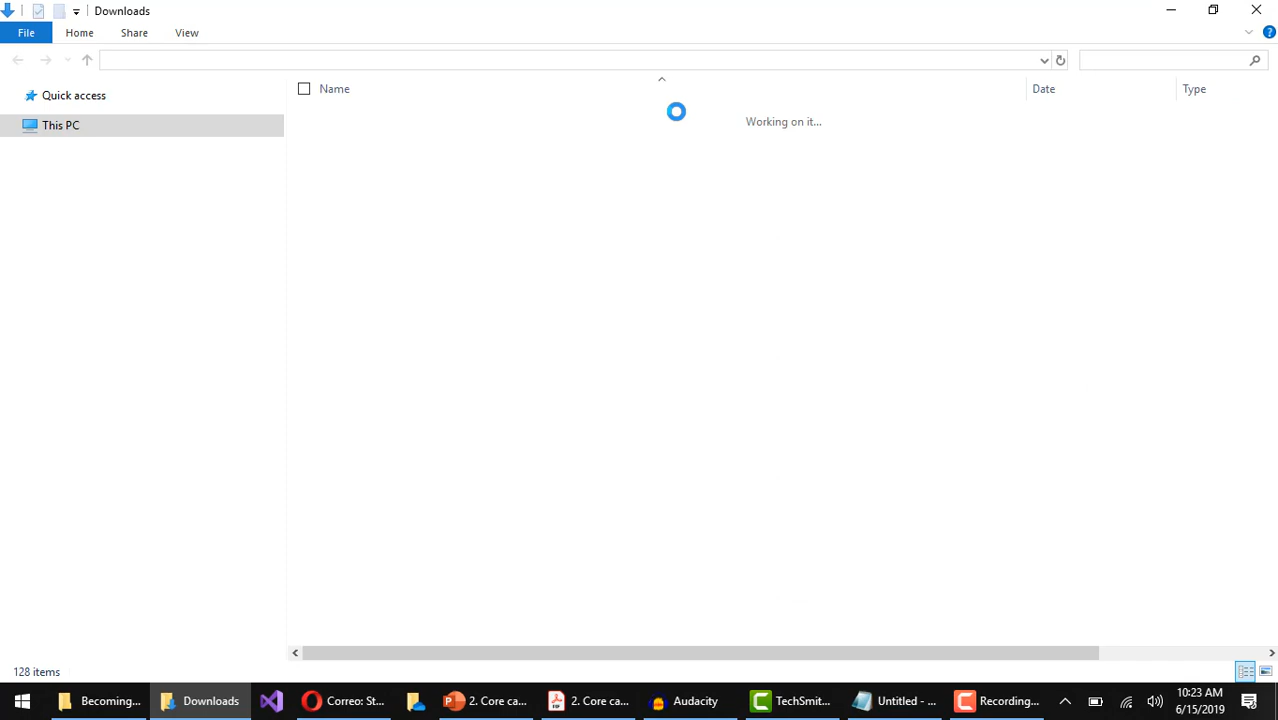 Downloads
File
Home
Share
View
Quick access
This PC
Name
Date
Type
Working on it...
128 items
Becoming...
Downloads
Correo: St...
2. Core ca...
2. Core ca...
Audacity
TechSmit...
Untitled - ...
Recording...
10:23 AM
6/15/2019